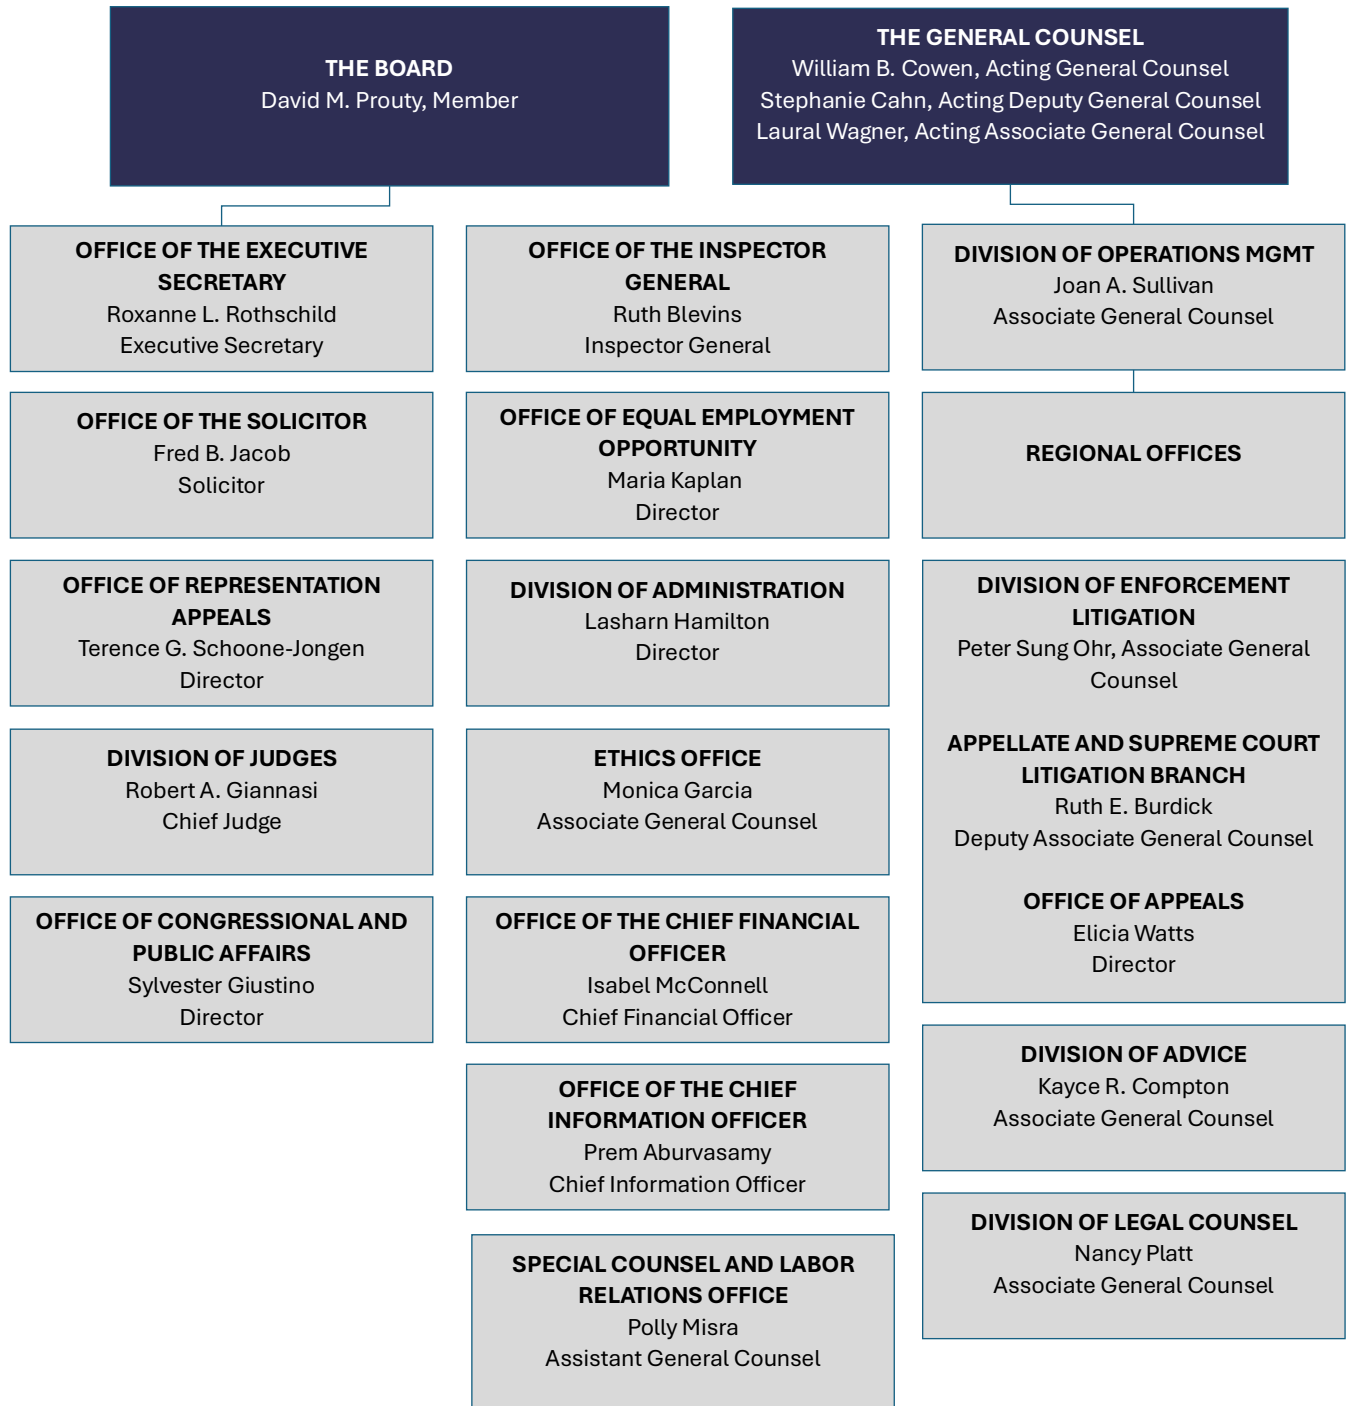 THE BOARD
David M. Prouty, Member
THE GENERAL COUNSEL
William B. Cowen, Acting General Counsel
Stephanie Cahn, Acting Deputy General Counsel
Laural Wagner, Acting Associate General Counsel
OFFICE OF THE EXECUTIVE
SECRETARY
Roxanne L. Rothschild
Executive Secretary
OFFICE OF THE SOLICITOR
Fred B. Jacob
Solicitor
OFFICE OF REPRESENTATION
APPEALS
Terence G. Schoone-Jongen
Director
DIVISION OF JUDGES
Robert A. Giannasi
Chief Judge
OFFICE OF CONGRESSIONAL AND
PUBLIC AFFAIRS
Sylvester Giustino
Director
OFFICE OF THE INSPECTOR
GENERAL
Ruth Blevins
Inspector General
OFFICE OF EQUAL EMPLOYMENT
OPPORTUNITY
Maria Kaplan
Director
DIVISION OF ADMINISTRATION
Lasharn Hamilton
Director
ETHICS OFFICE
Monica Garcia
Associate General Counsel
OFFICE OF THE CHIEF FINANCIAL
OFFICER
Isabel McConnell
Chief Financial Officer
OFFICE OF THE CHIEF
INFORMATION OFFICER
Prem Aburvasamy
Chief Information Officer
SPECIAL COUNSEL AND LABOR
RELATIONS OFFICE
Polly Misra
Assistant General Counsel
DIVISION OF OPERATIONS MGMT
Joan A. Sullivan
Associate General Counsel
REGIONAL OFFICES
DIVISION OF ENFORCEMENT
LITIGATION
Peter Sung Ohr, Associate General
Counsel
APPELLATE AND SUPREME COURT
LITIGATION BRANCH
Ruth E. Burdick
Deputy Associate General Counsel
OFFICE OF APPEALS
Elicia Watts
Director
DIVISION OF ADVICE
Kayce R. Compton
Associate General Counsel
DIVISION OF LEGAL COUNSEL
Nancy Platt
Associate General Counsel